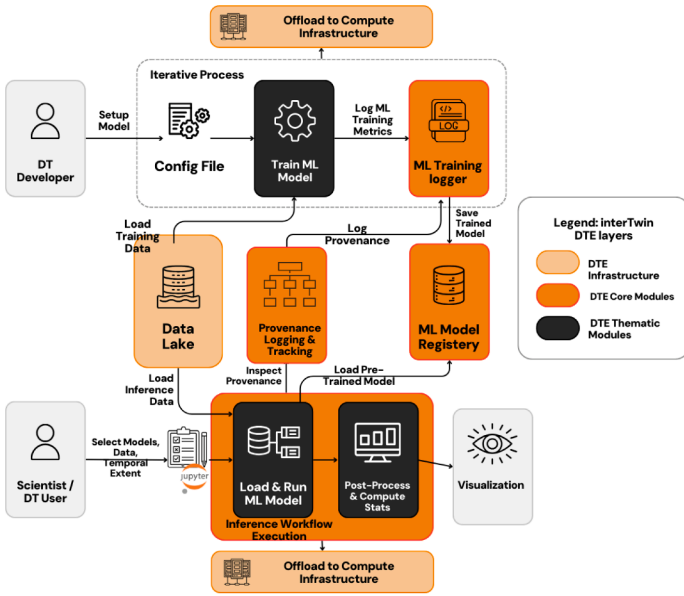 Offload to Compute
Infrastructure
Iterative Process
Setup
Model
Log ML
Training
Metrics
</>
LOG
DT
Developer
Config File
Train ML
Model
ML Training
logger
Load
Training
Data
Log
Provenance
Save
Trained
Model
Legend: interTwin
DTE layers
DTE
Infrastructure
DTE Core Modules
DTE Thematic
Modules
Data
Lake
Provenance
Logging &
Tracking
ML Model
Registery
Load
Inference
Data
Inspect
Provenance
Load Pre-
Trained Model
Select Models,
Data,
Temporal
Extent
jupyter
Scientist /
DT User
Load & Run
ML Model
Post-Process
& Compute
Stats
Visualization
Inference Workflow
Execution
Offload to Compute
Infrastructure